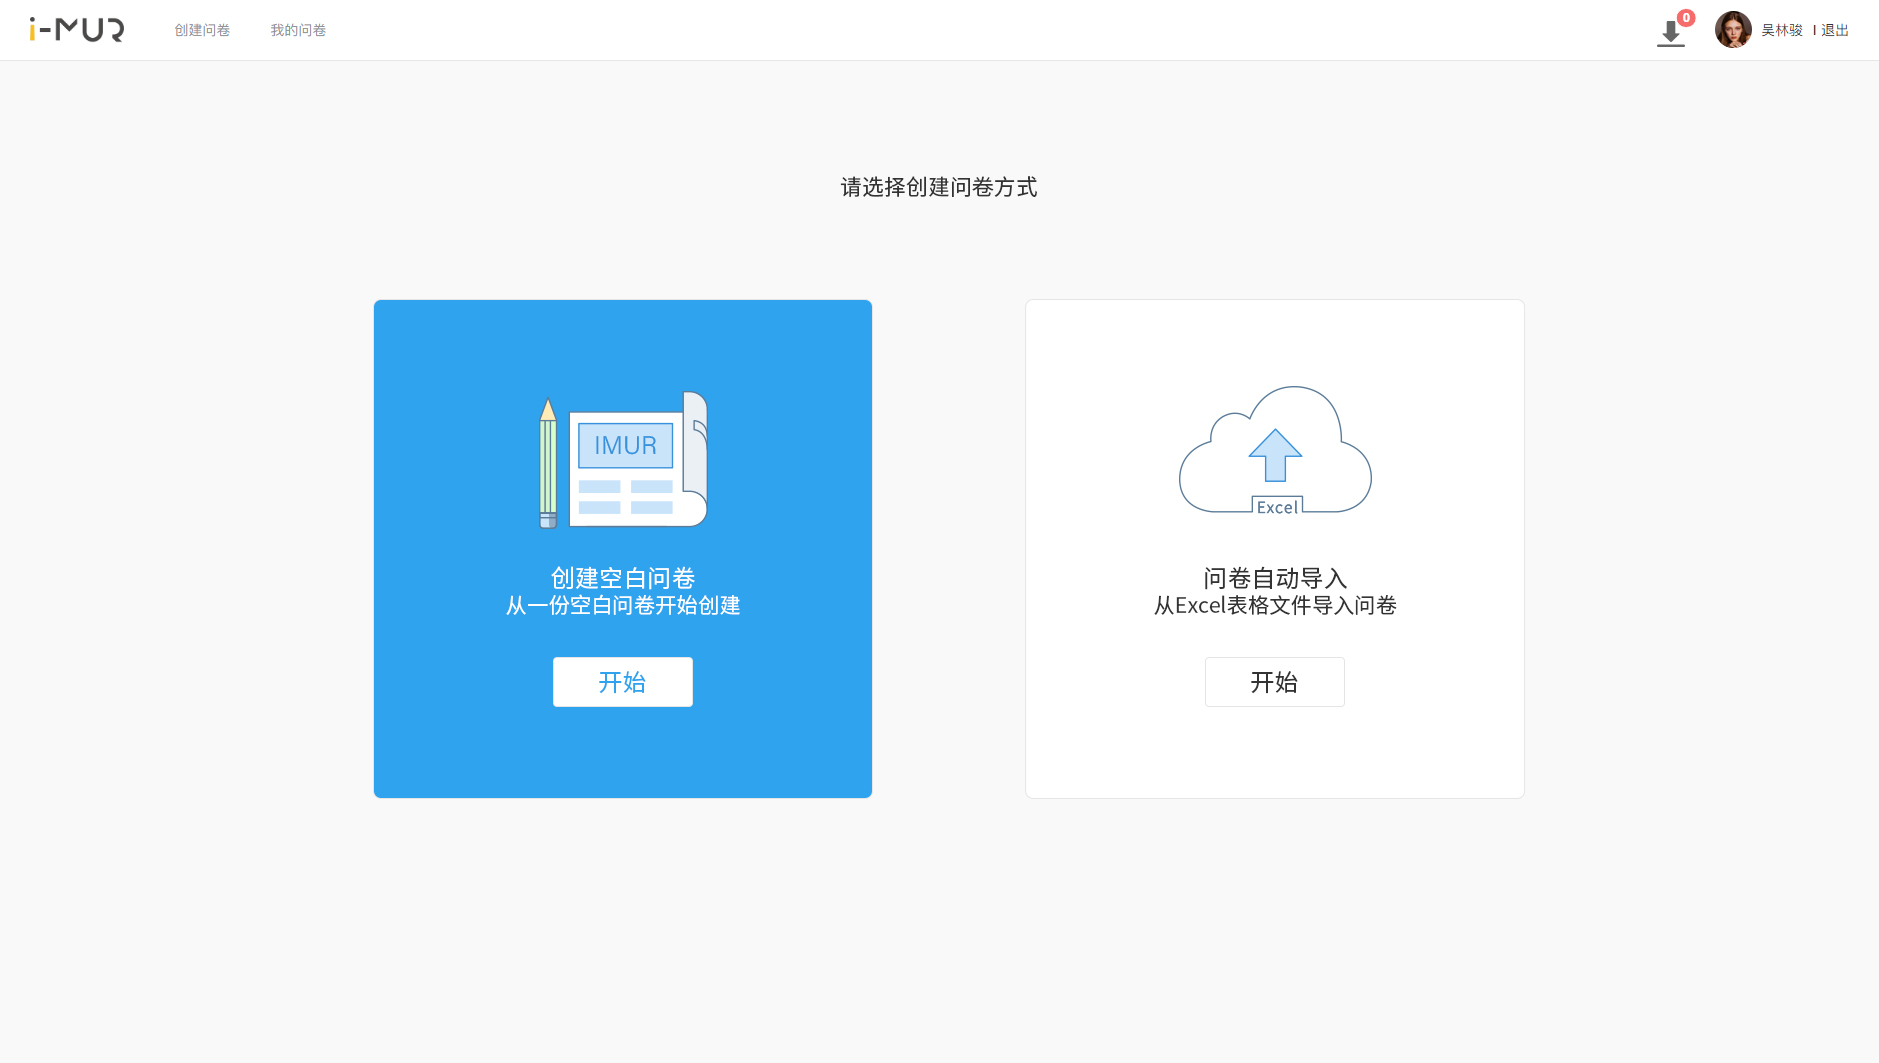 i-MUR
创建问卷
我的问卷
0
吴林骏
退出
请选择创建问卷方式
IMUR
创建空白问卷
从一份空白问卷开始创建
开始
Excel
问卷自动导入
从Excel表格文件导入问卷
开始